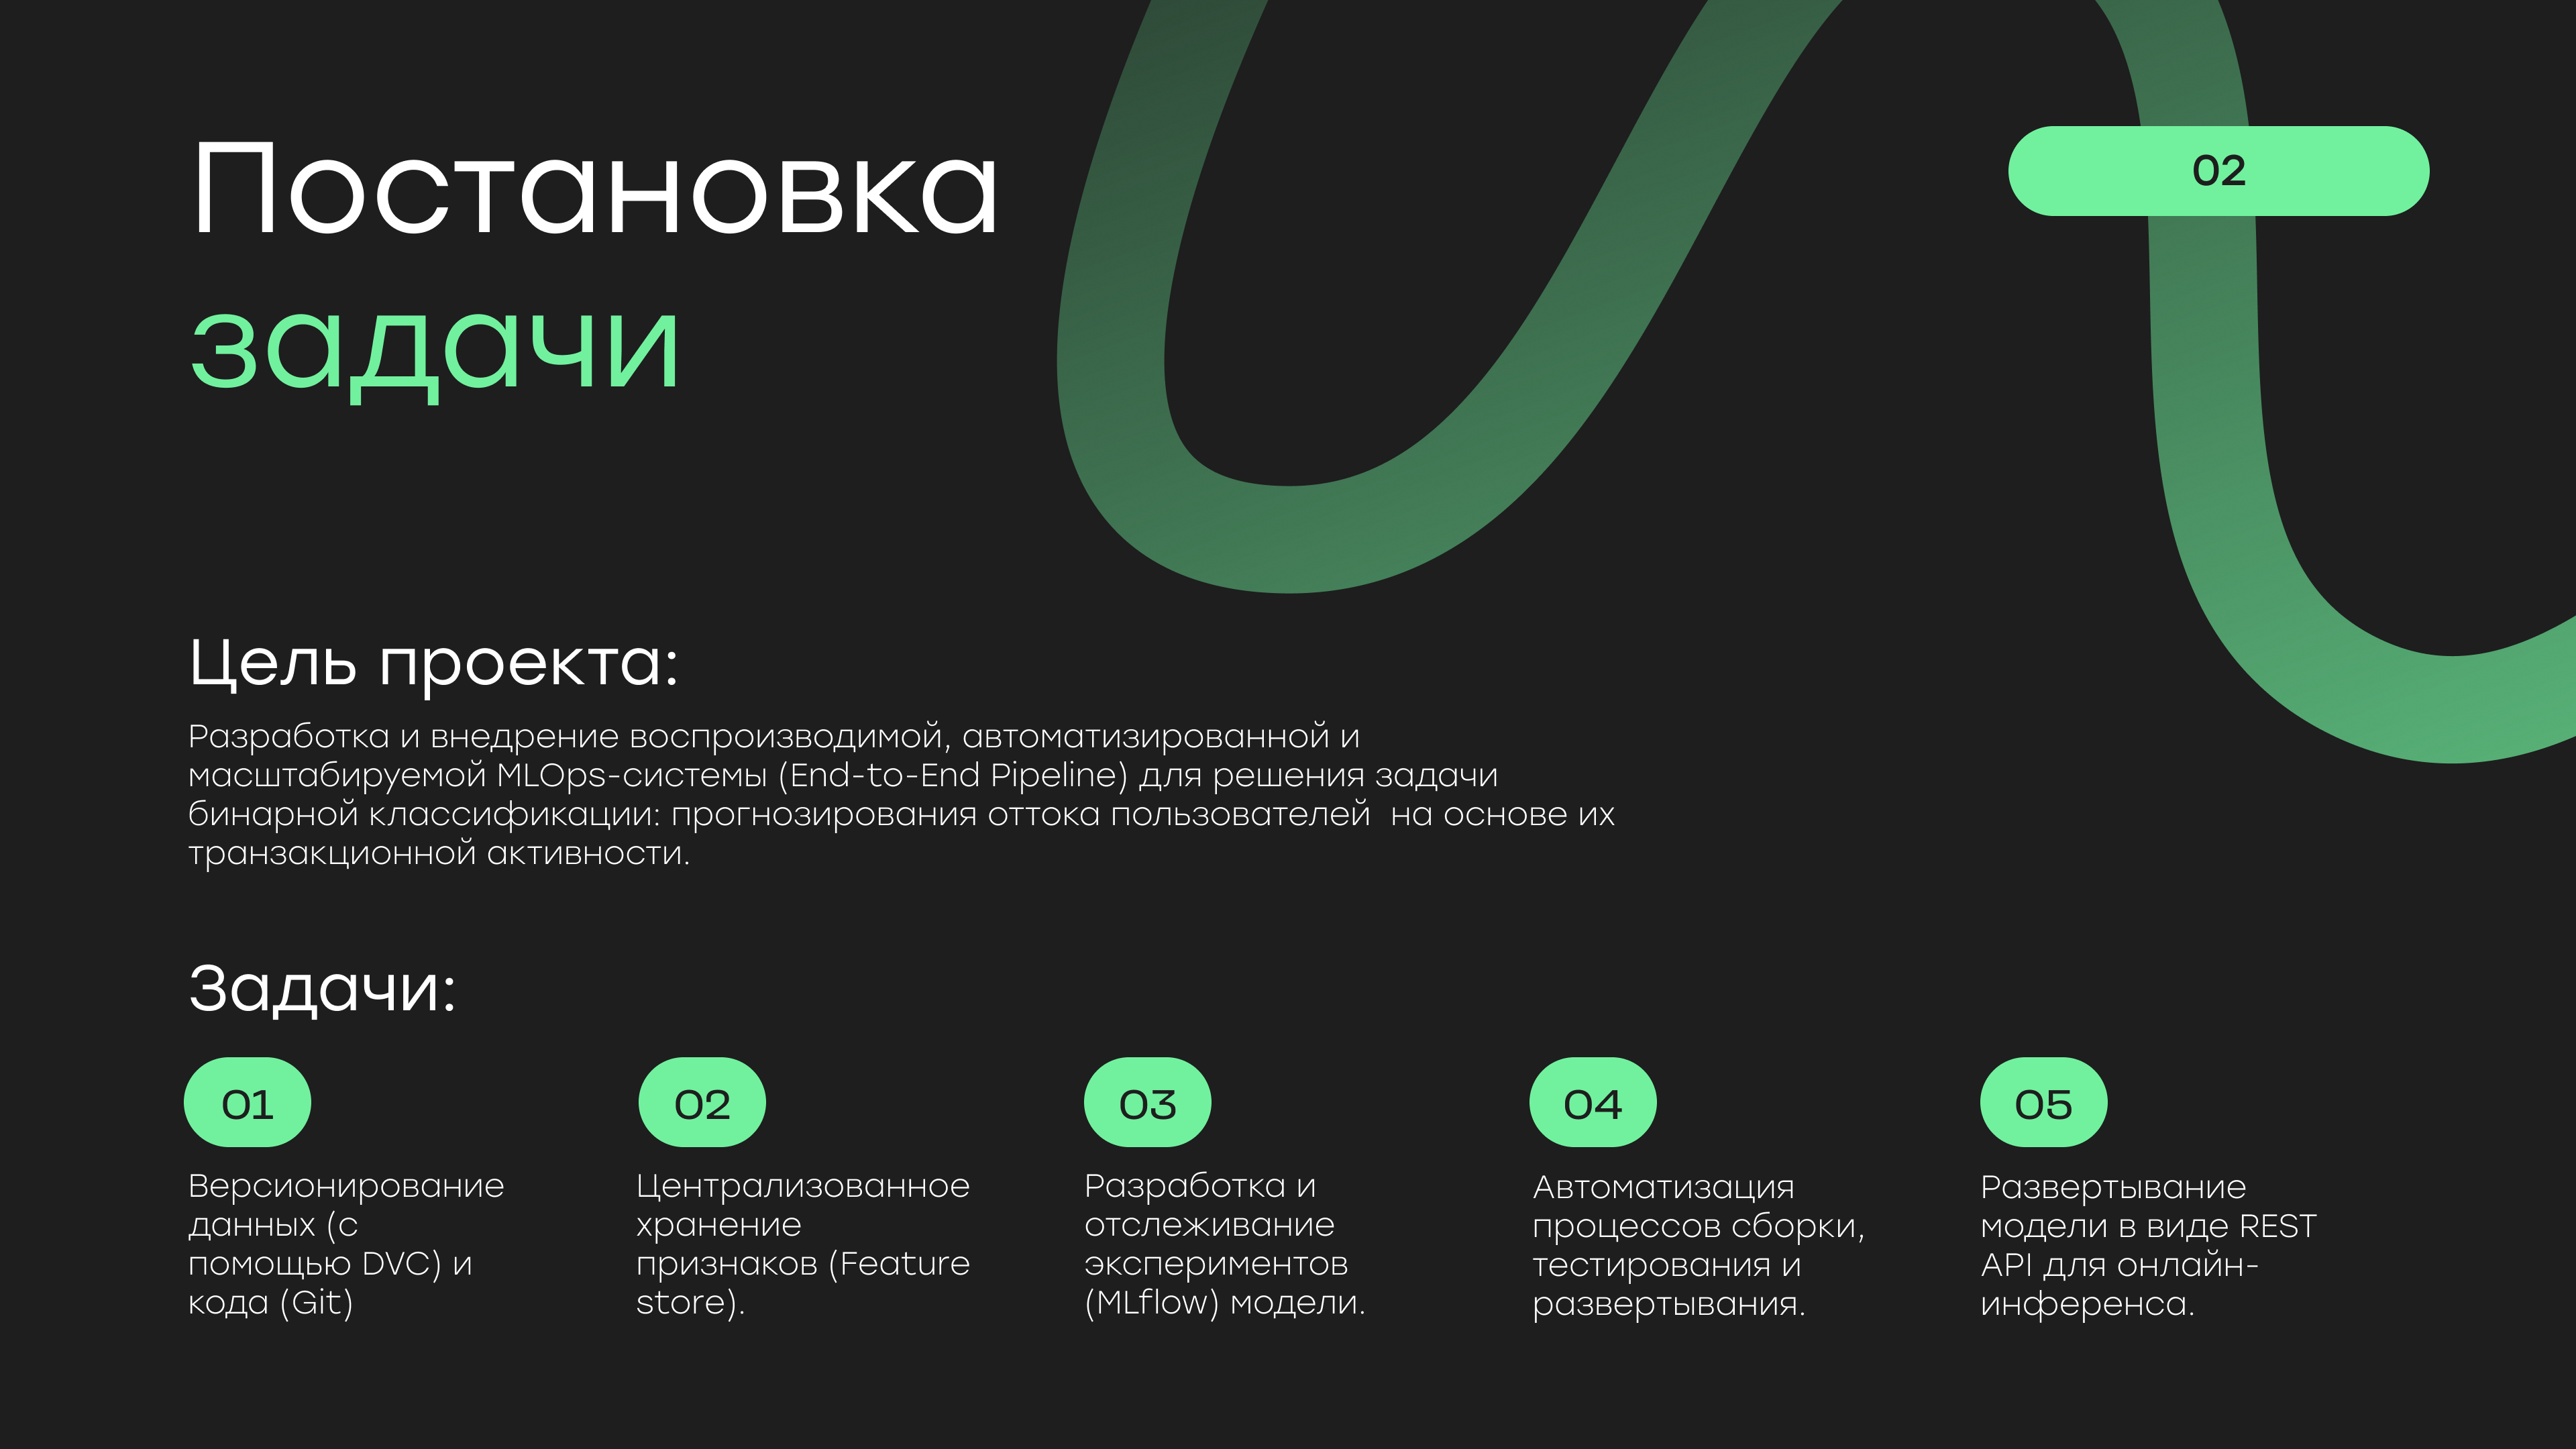 Постановка
задачи
02
Цель проекта:
Разработка и внедрение воспроизводимой, автоматизированной и
масштабируемой MLOps-системы (End-to-End Pipeline) для решения задачи
бинарной классификации: прогнозирования оттока пользователей  на основе их
транзакционной активности.
Задачи:
01
Версионирование
данных (с
помощью DVC) и
кода (Git)
02
Централизованное
хранение
признаков (Feature
store).
03
Разработка и
отслеживание
экспериментов
(MLflow) модели.
04
Автоматизация
процессов сборки,
тестирования и
развертывания.
05
Развертывание
модели в виде REST
API для онлайн-
инференса.